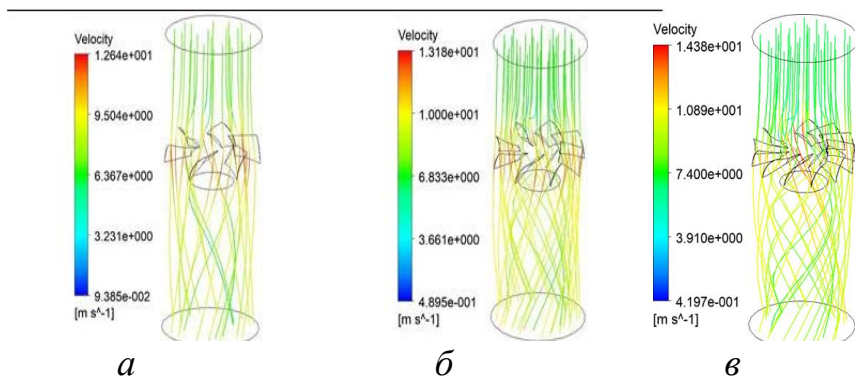 Velocity
1.264e+001
9.504e+000
6.367e+000
3.231e+000
9.385e-002
[m s^-1]
Velocity
1.318e+001
1.000e+001
6.833e+000
3.661e+000
4.895e-001
[m s^-1]
Velocity
1.438e+001
1.089e+001
7.400e+000
3.910e+000
4.197e-001
[m s^-1]
а
б
в